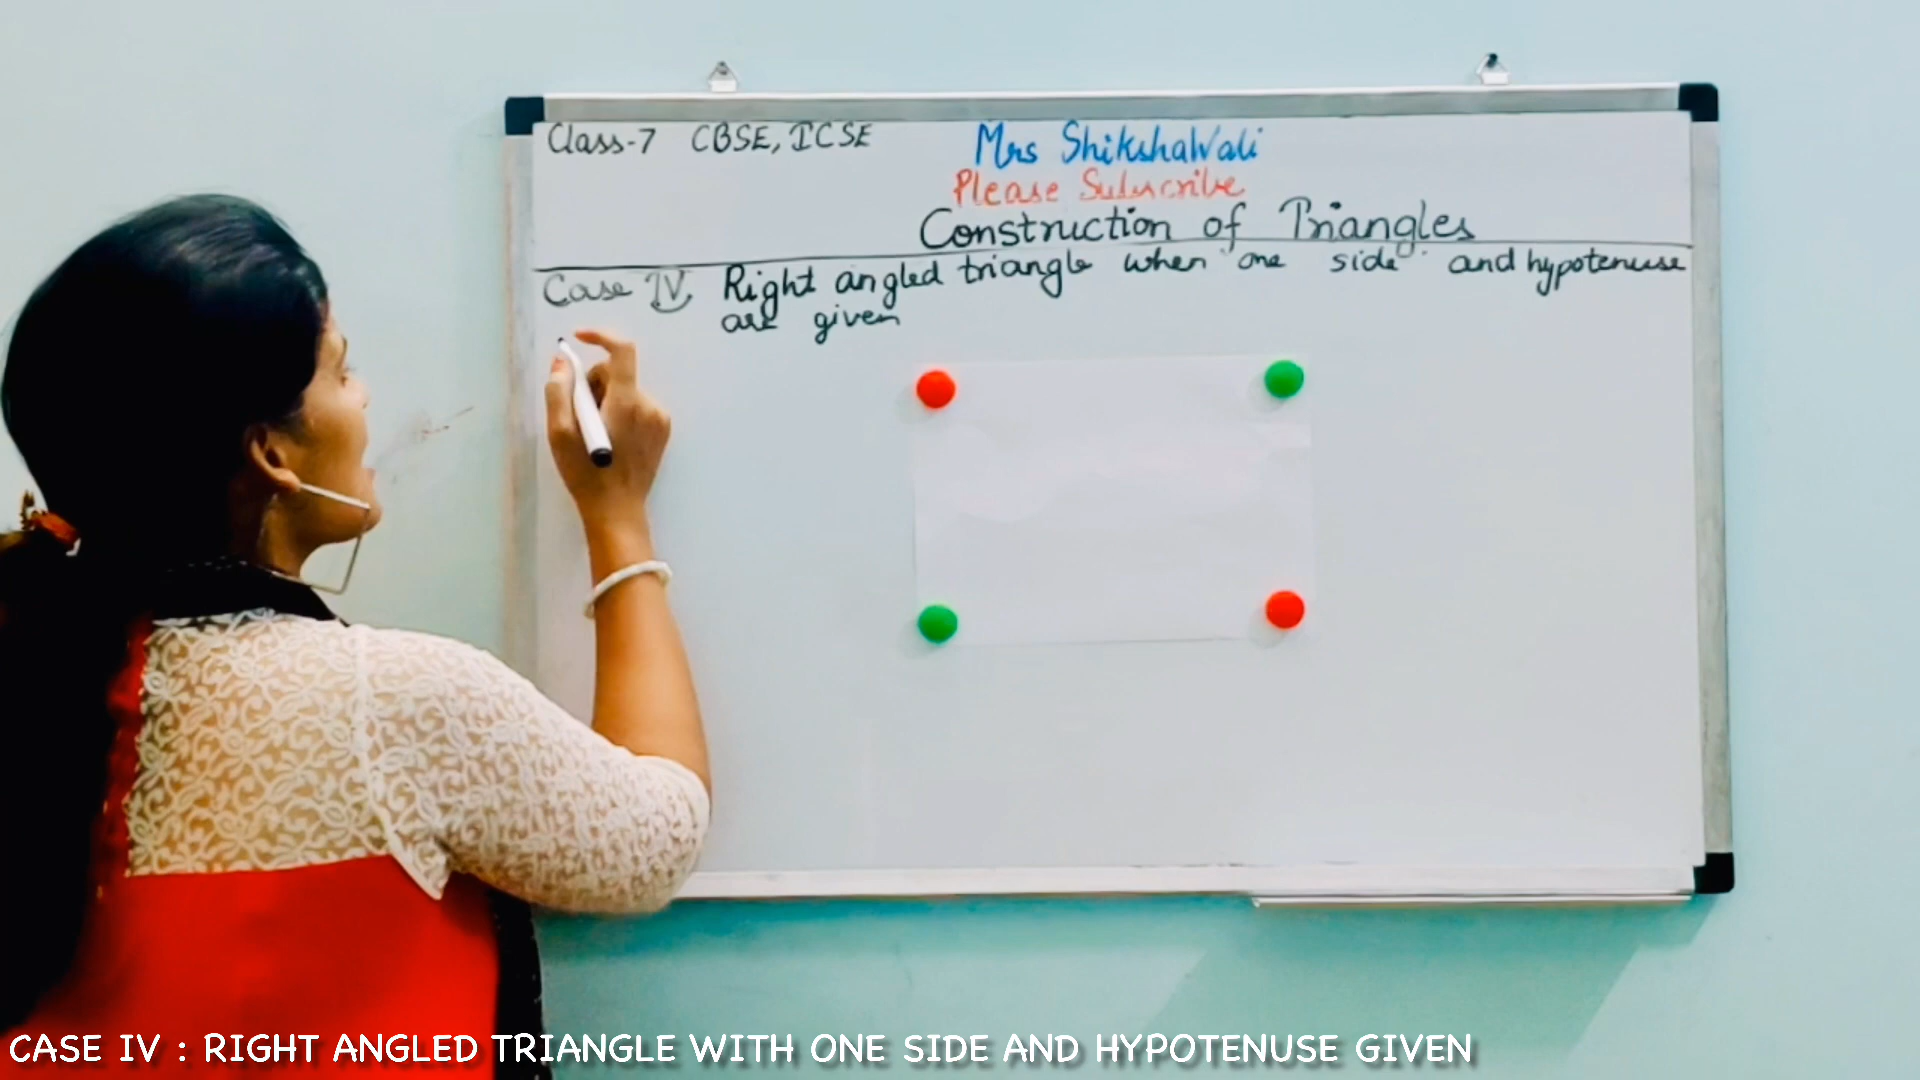 Class-7 CBSE, ICSE
Mrs ShikshaWali
Please Subscribe
Construction of Triangles
Case IV Right angled triangle when one side and hypotenuse
are given
CASE IV : RIGHT ANGLED TRIANGLE WITH ONE SIDE AND HYPOTENUSE GIVEN